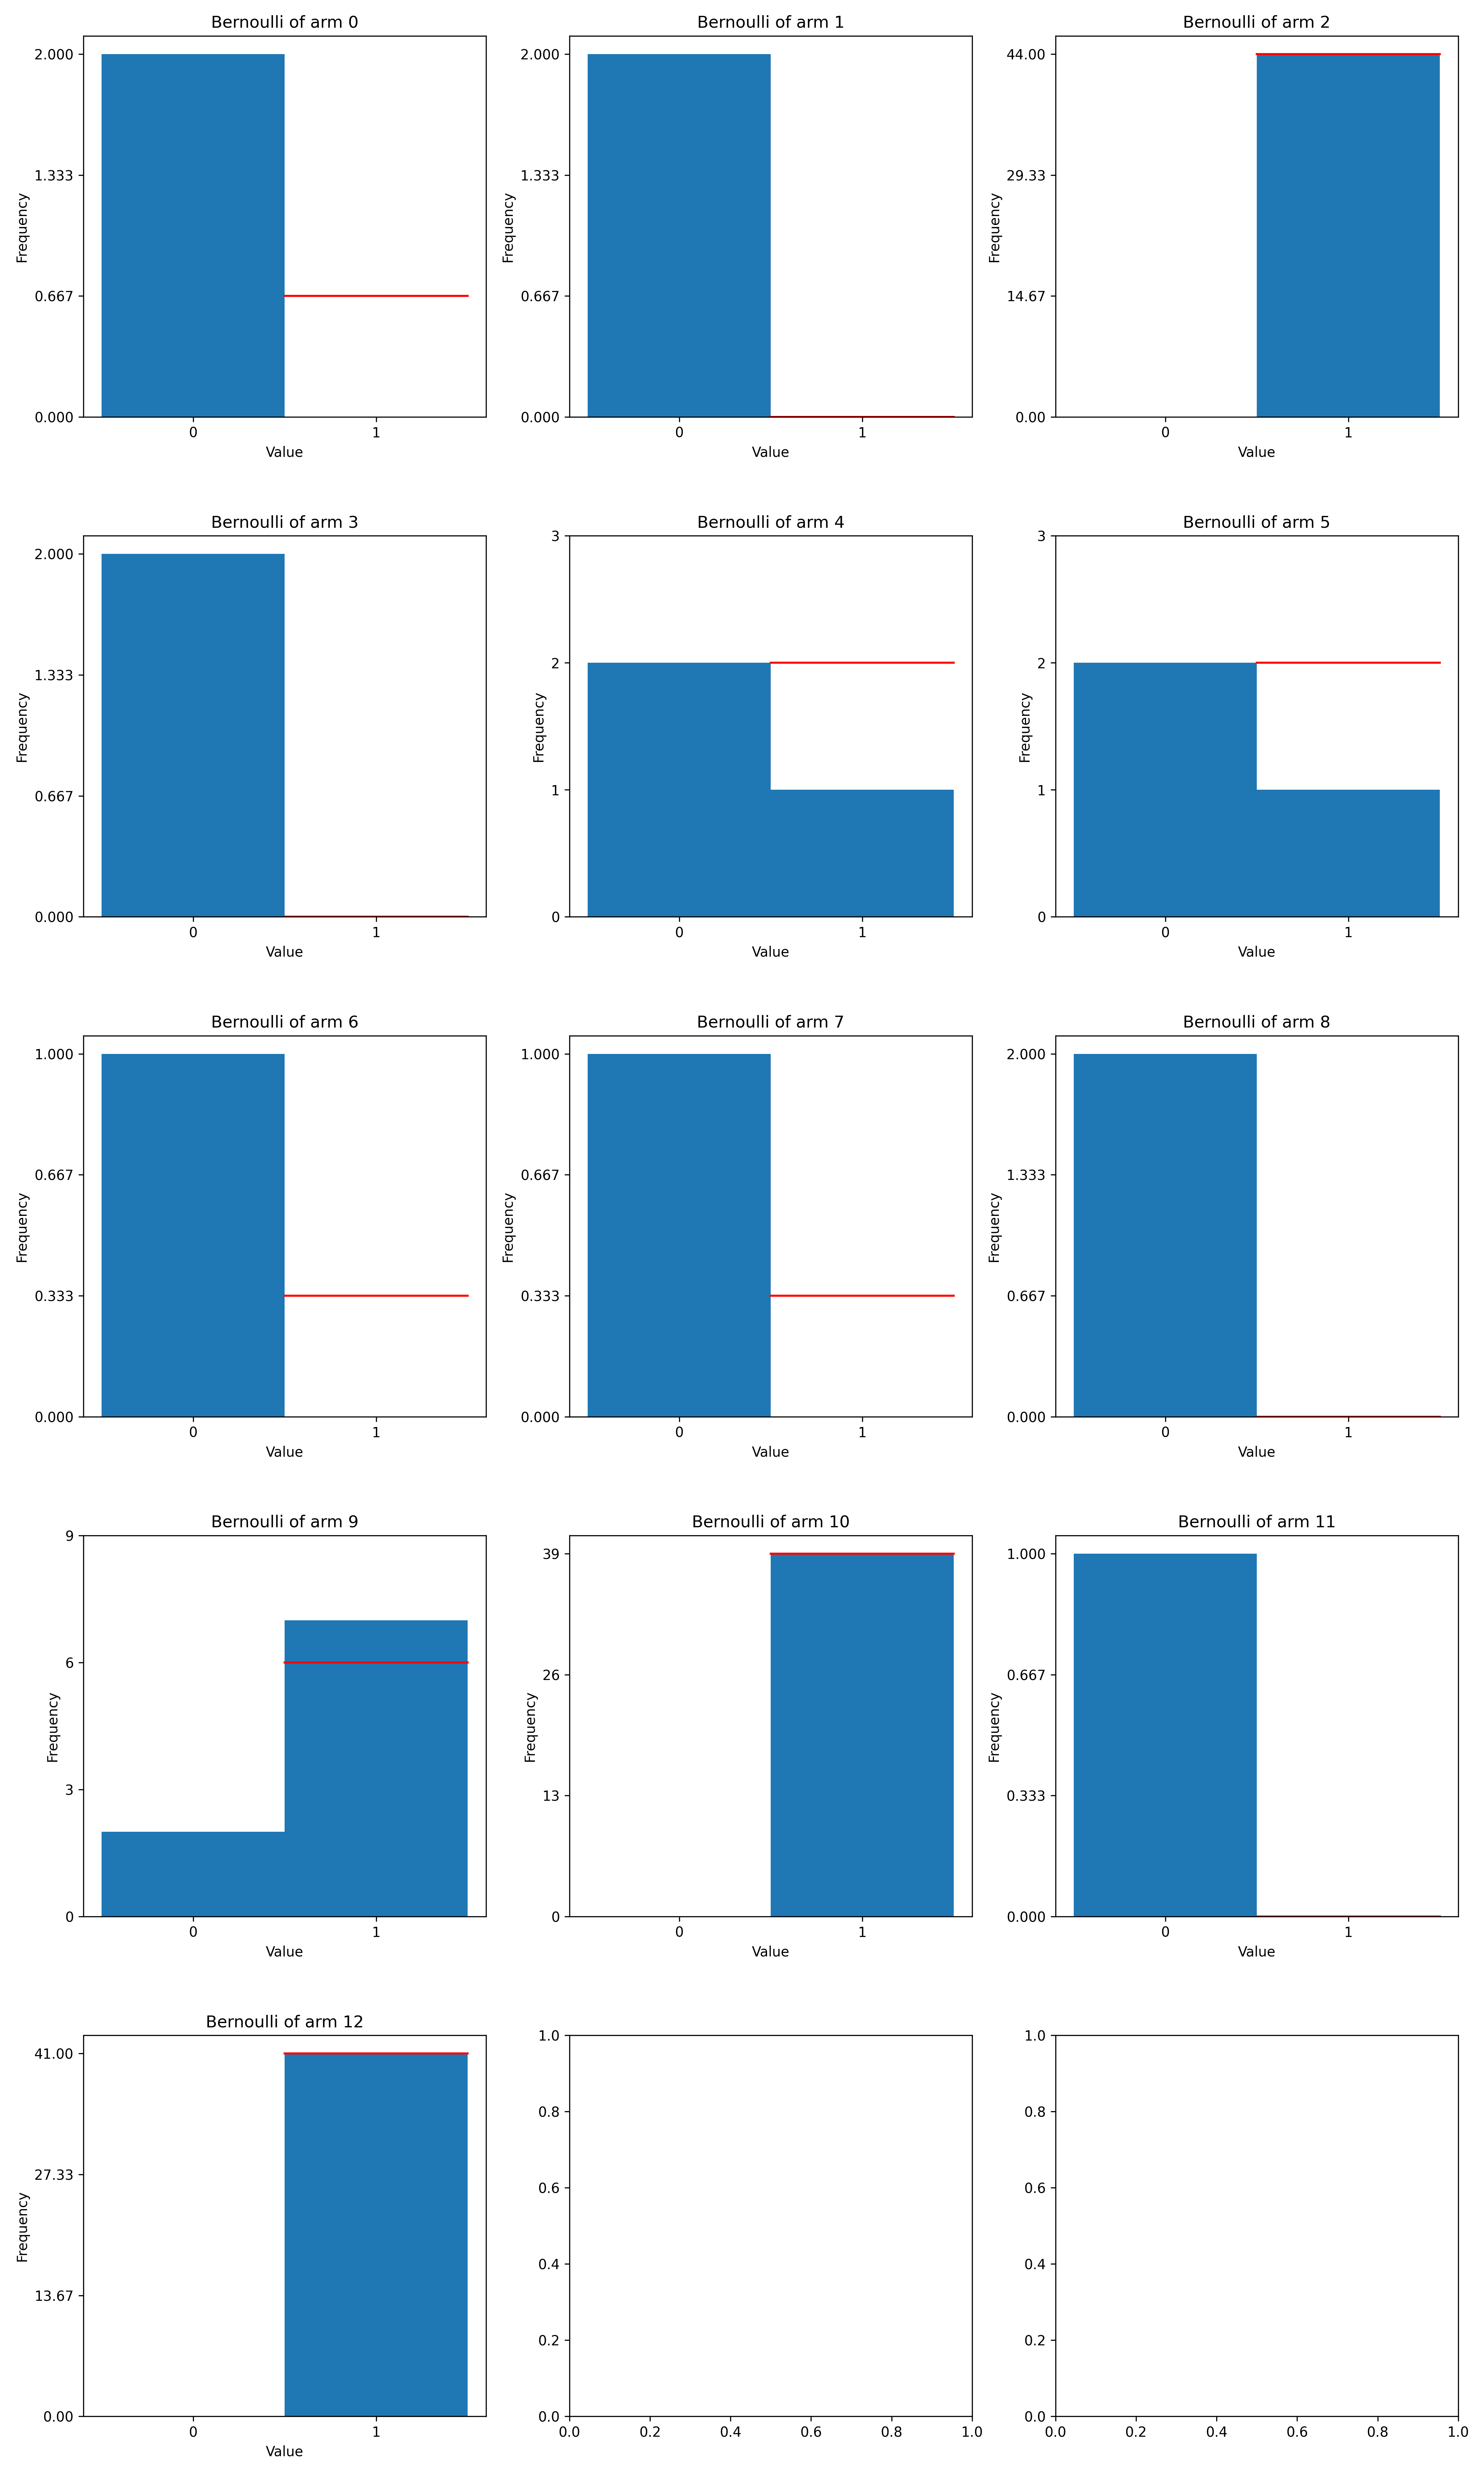 Bernoulli of arm 0
2.000
1.333
0.667
0.000
Frequency
0 1
Value
Bernoulli of arm 1
2.000
1.333
0.667
0.000
Frequency
0 1
Value
Bernoulli of arm 2
44.00
29.33
14.67
0.00
Frequency
0 1
Value
Bernoulli of arm 3
2.000
1.333
0.667
0.000
Frequency
0 1
Value
Bernoulli of arm 4
3
2
1
0
Frequency
0 1
Value
Bernoulli of arm 5
3
2
1
0
Frequency
0 1
Value
Bernoulli of arm 6
1.000
0.667
0.333
0.000
Frequency
0 1
Value
Bernoulli of arm 7
1.000
0.667
0.333
0.000
Frequency
0 1
Value
Bernoulli of arm 8
2.000
1.333
0.667
0.000
Frequency
0 1
Value
Bernoulli of arm 9
9
6
3
0
Frequency
0 1
Value
Bernoulli of arm 10
39
26
13
0
Frequency
0 1
Value
Bernoulli of arm 11
1.000
0.667
0.333
0.000
Frequency
0 1
Value
Bernoulli of arm 12
41.00
27.33
13.67
0.00
Frequency
0 1
Value
1.0
0.8
0.6
0.4
0.2
0.0
0.0 0.2 0.4 0.6 0.8 1.0
1.0
0.8
0.6
0.4
0.2
0.0
0.0 0.2 0.4 0.6 0.8 1.0